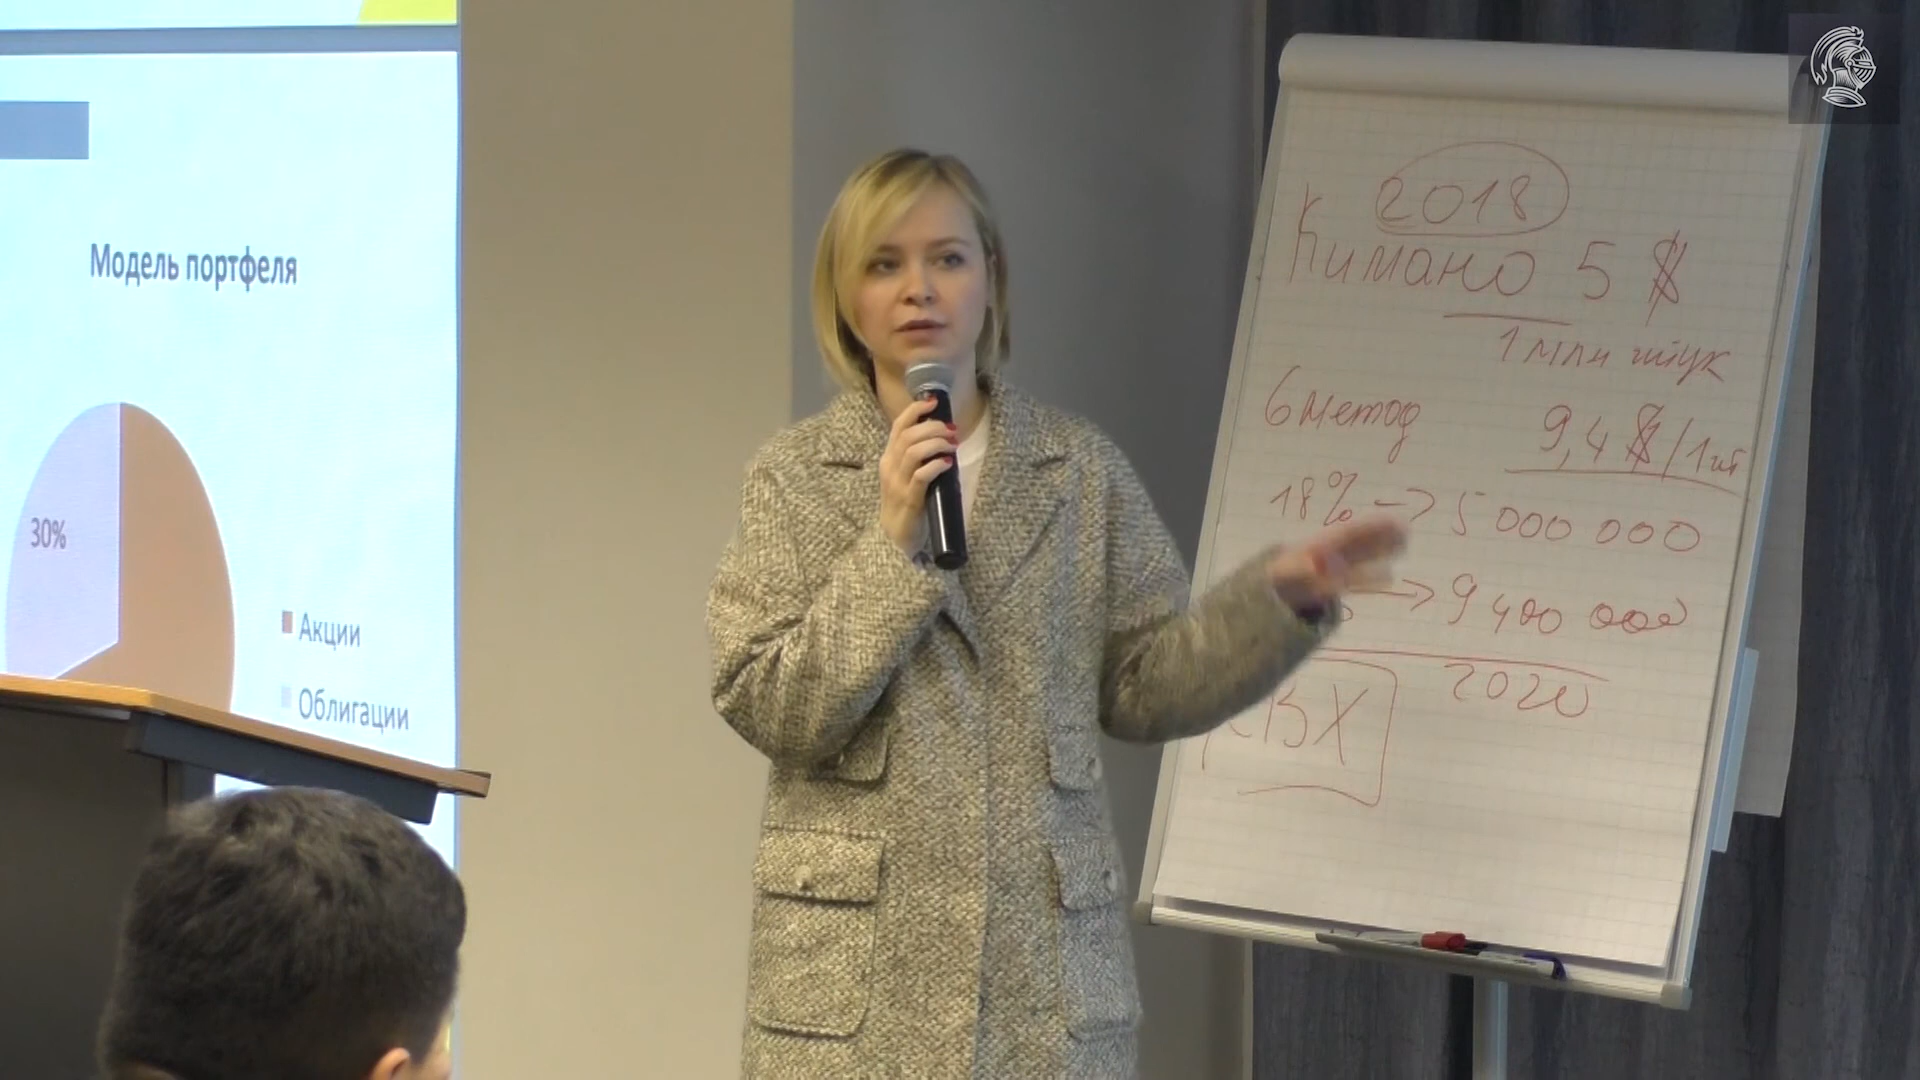 Модель портфеля
30%
Акции
Облигации
2018
Кимано 5 $
1 млн штук
6 метод 9,4 $/1шт
18% → 5 000 000
→ 9 400 000
2020